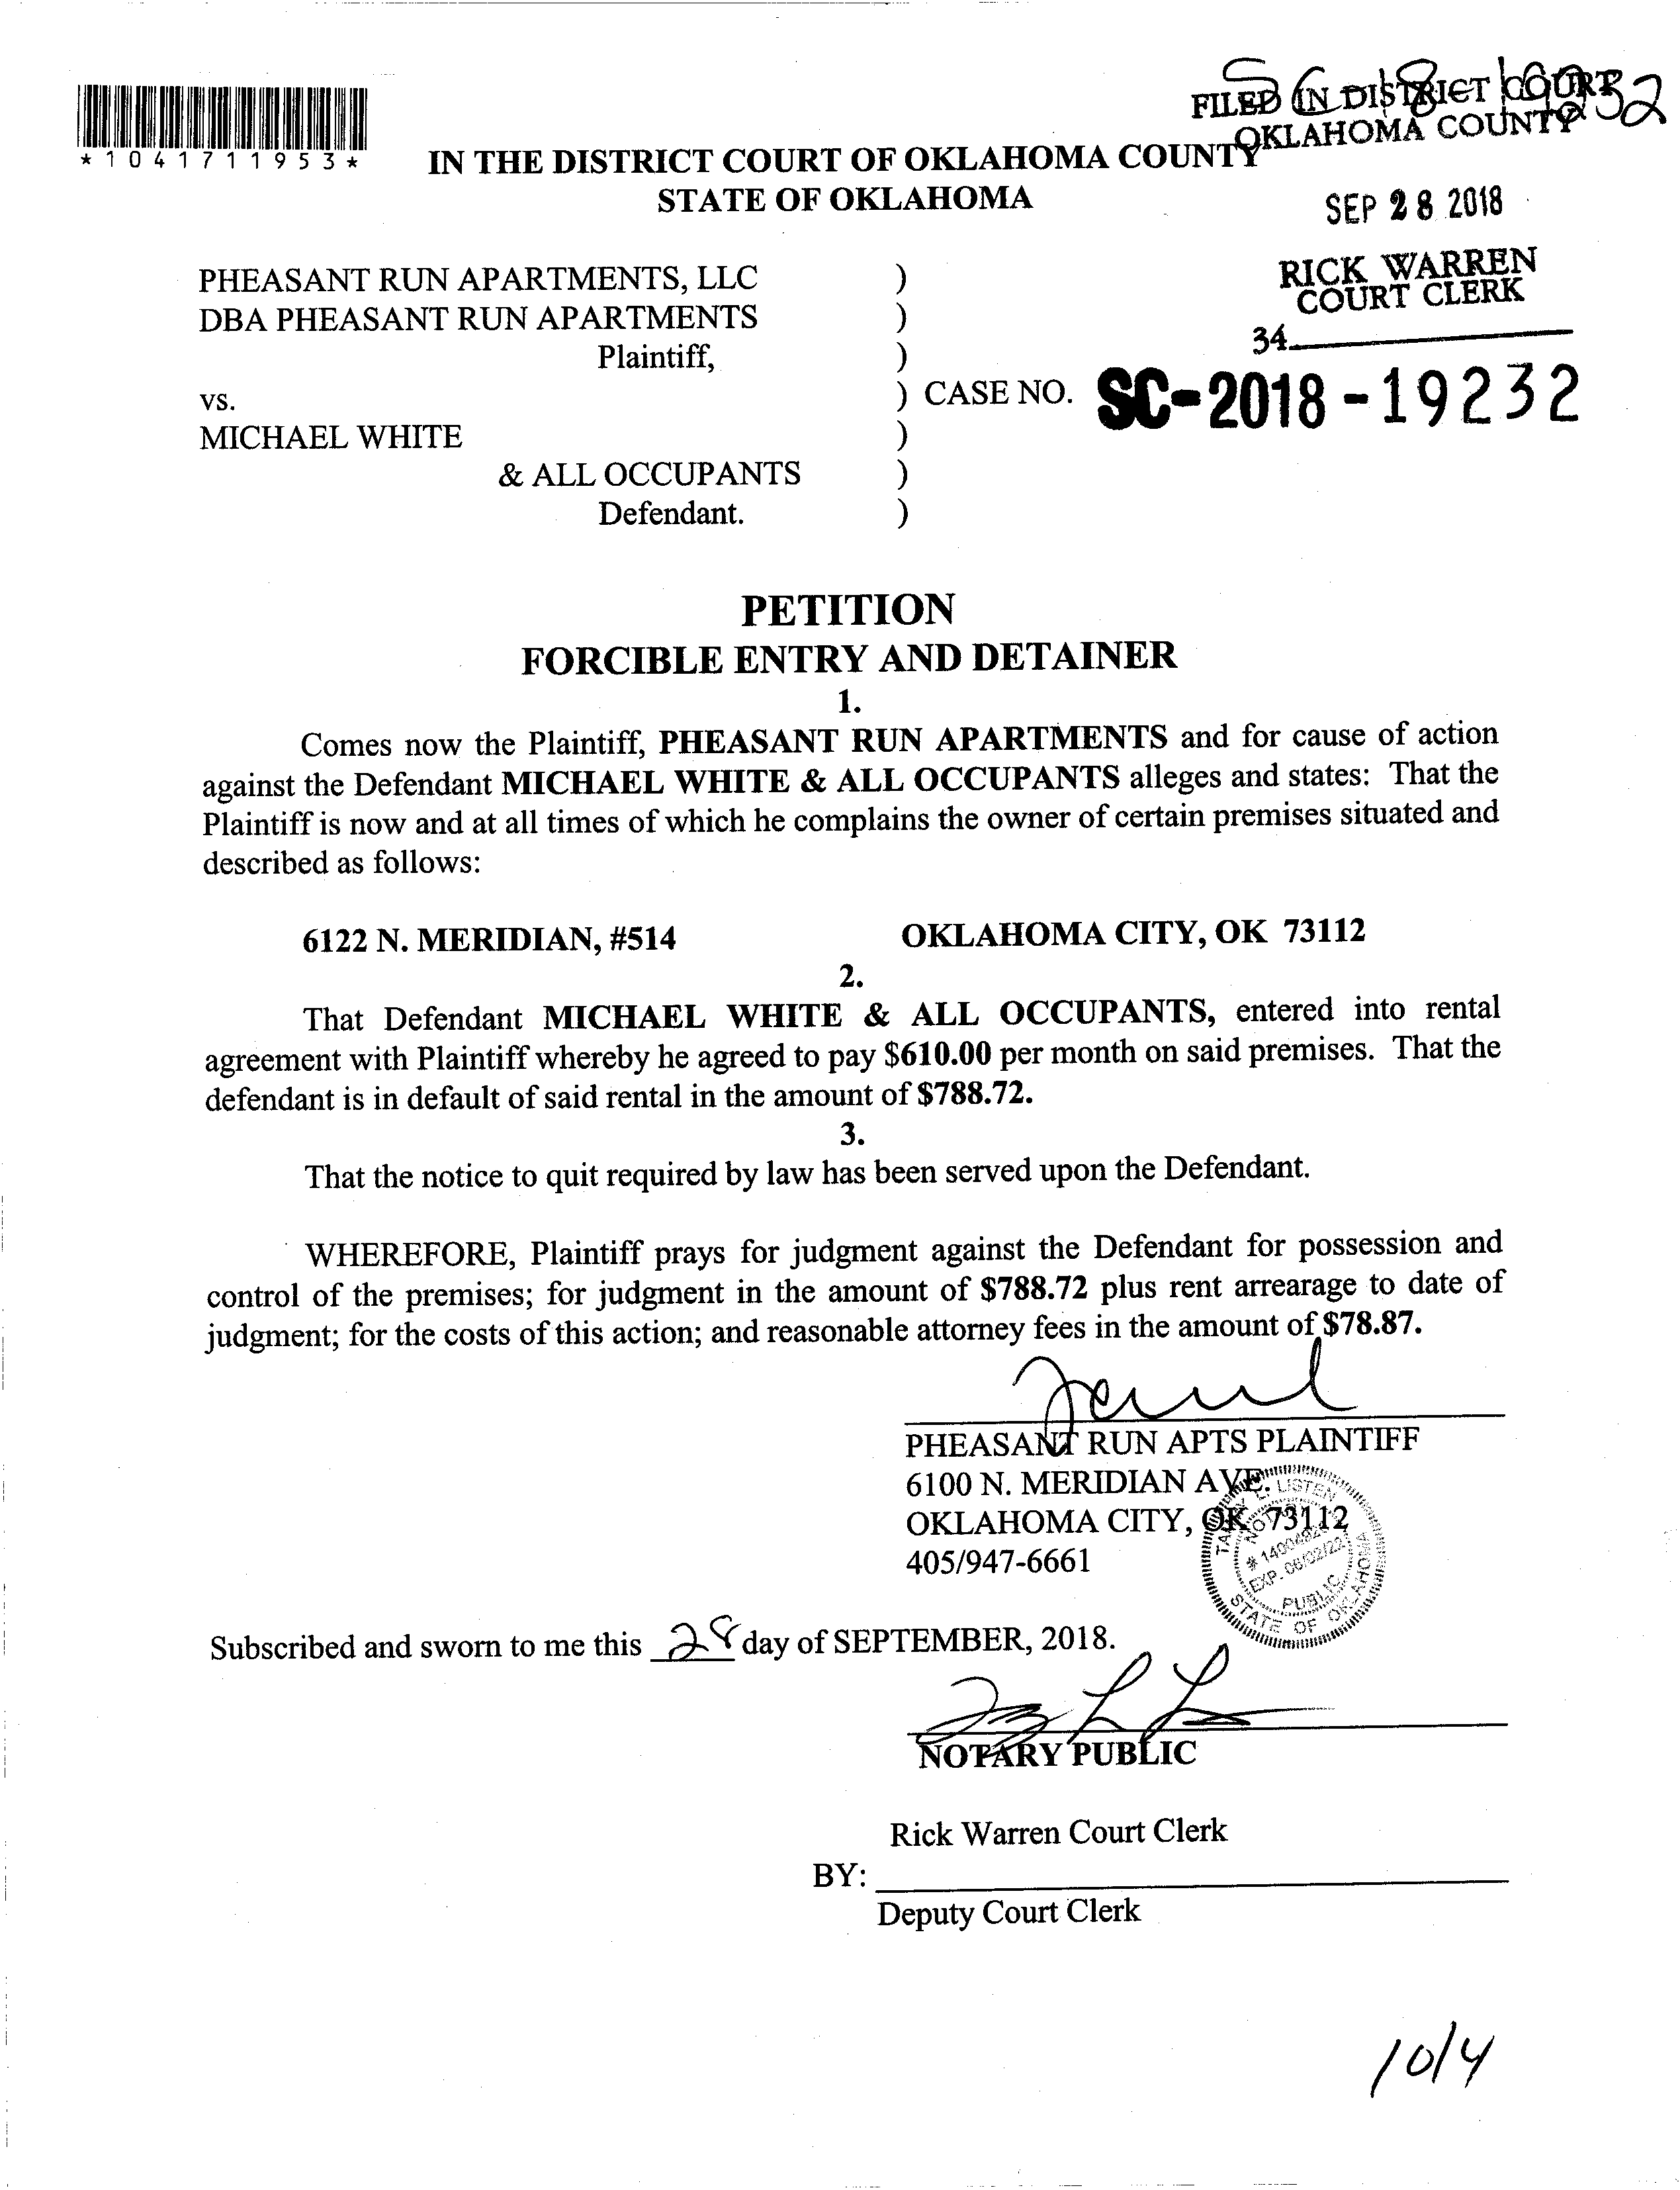 SC 18 19232
FILED IN DISTRICT COURT
OKLAHOMA COUNTY
*1041711953*
IN THE DISTRICT COURT OF OKLAHOMA COUNTY
STATE OF OKLAHOMA
SEP 28 2018
RICK WARREN
COURT CLERK
34
PHEASANT RUN APARTMENTS, LLC )
DBA PHEASANT RUN APARTMENTS )
Plaintiff, )
vs. ) CASE NO. SC-2018-19232
MICHAEL WHITE )
& ALL OCCUPANTS )
Defendant. )
PETITION
FORCIBLE ENTRY AND DETAINER
1.
Comes now the Plaintiff, PHEASANT RUN APARTMENTS and for cause of action
against the Defendant MICHAEL WHITE & ALL OCCUPANTS alleges and states: That the
Plaintiff is now and at all times of which he complains the owner of certain premises situated and
described as follows:
6122 N. MERIDIAN, #514 OKLAHOMA CITY, OK 73112
2.
That Defendant MICHAEL WHITE & ALL OCCUPANTS, entered into rental
agreement with Plaintiff whereby he agreed to pay $610.00 per month on said premises. That the
defendant is in default of said rental in the amount of $788.72.
3.
That the notice to quit required by law has been served upon the Defendant.
WHEREFORE, Plaintiff prays for judgment against the Defendant for possession and
control of the premises; for judgment in the amount of $788.72 plus rent arrearage to date of
judgment; for the costs of this action; and reasonable attorney fees in the amount of $78.87.
PHEASANT RUN APTS PLAINTIFF
6100 N. MERIDIAN AVE.
OKLAHOMA CITY, OK 73112
405/947-6661
L. LISTEN
NOTARY
EXP. 06/02/22
PUBLIC
STATE OF OKLAHOMA
Subscribed and sworn to me this 28 day of SEPTEMBER, 2018.
NOTARY PUBLIC
Rick Warren Court Clerk
BY:
Deputy Court Clerk
10/4